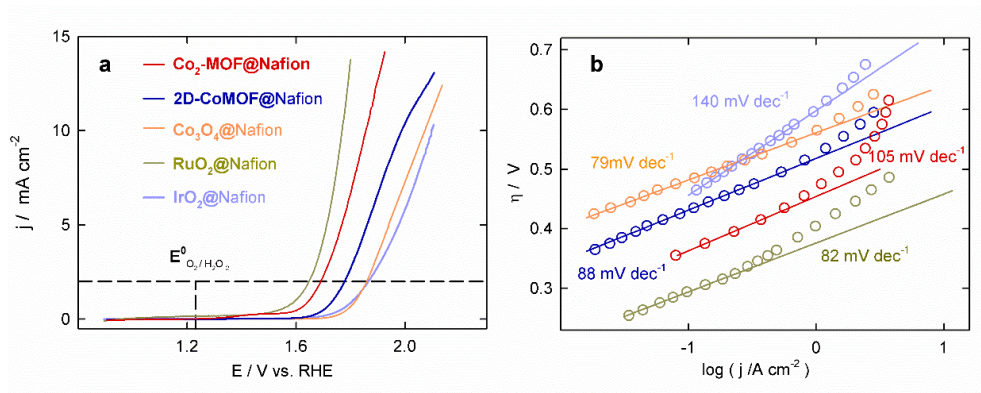 a
Co2-MOF@Nafion
2D-CoMOF@Nafion
Co3O4@Nafion
RuO2@Nafion
IrO2@Nafion
E0 O2/H2O2
15
10
5
0
j / mA cm-2
1.2
1.6
2.0
E / V vs. RHE
b
140 mV dec-1
79mV dec-1
105 mV dec-1
88 mV dec-1
82 mV dec-1
0.7
0.6
0.5
0.4
0.3
η / V
-1
0
1
log ( j /A cm-2)